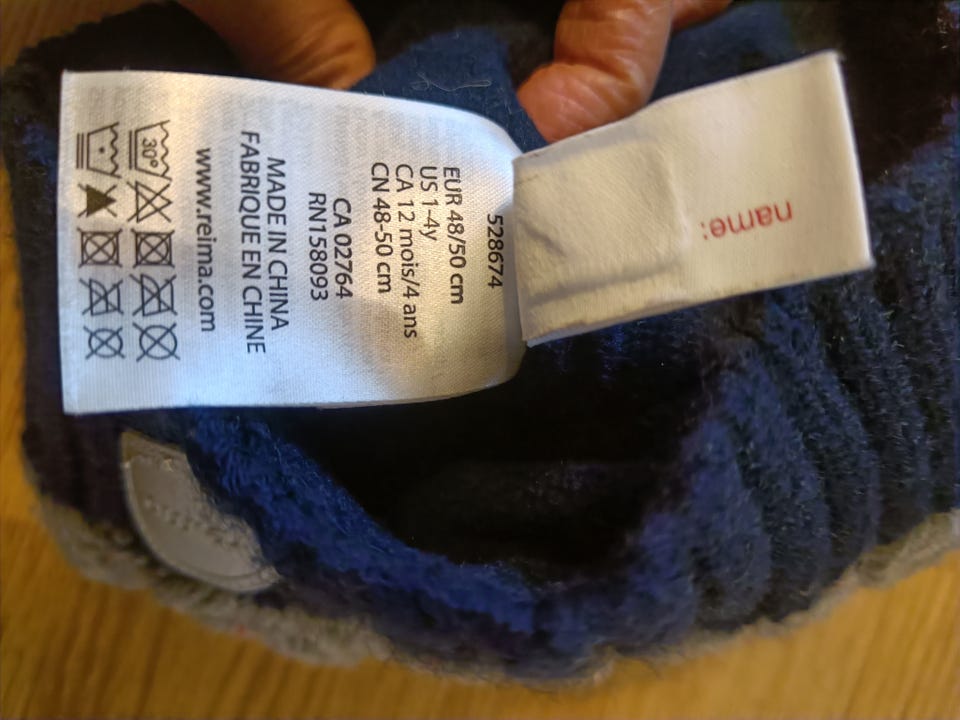 528674
EUR 48/50 cm
US 1-4y
CA 12 mois/4 ans
CN 48-50 cm
CA 02764
RN158093
MADE IN CHINA
FABRIQUE EN CHINE
www.reima.com
30°
name: